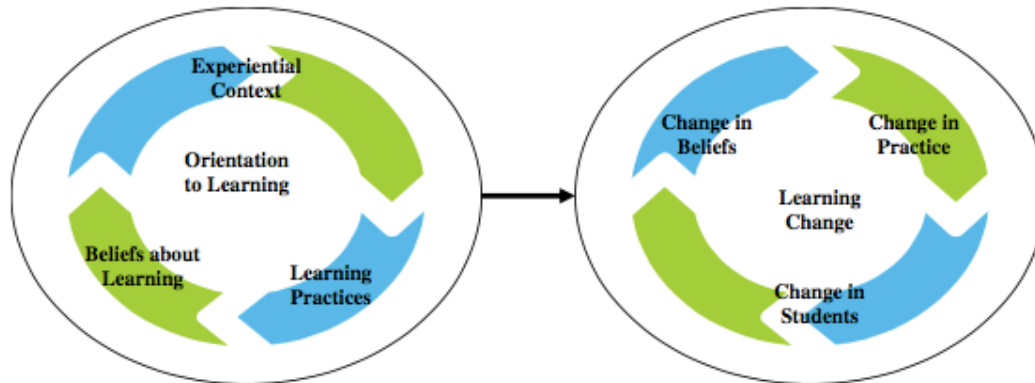 Experiential
Context
Orientation
to Learning
Beliefs about
Learning
Learning
Practices
Change in
Beliefs
Change in
Practice
Learning
Change
Change in
Students